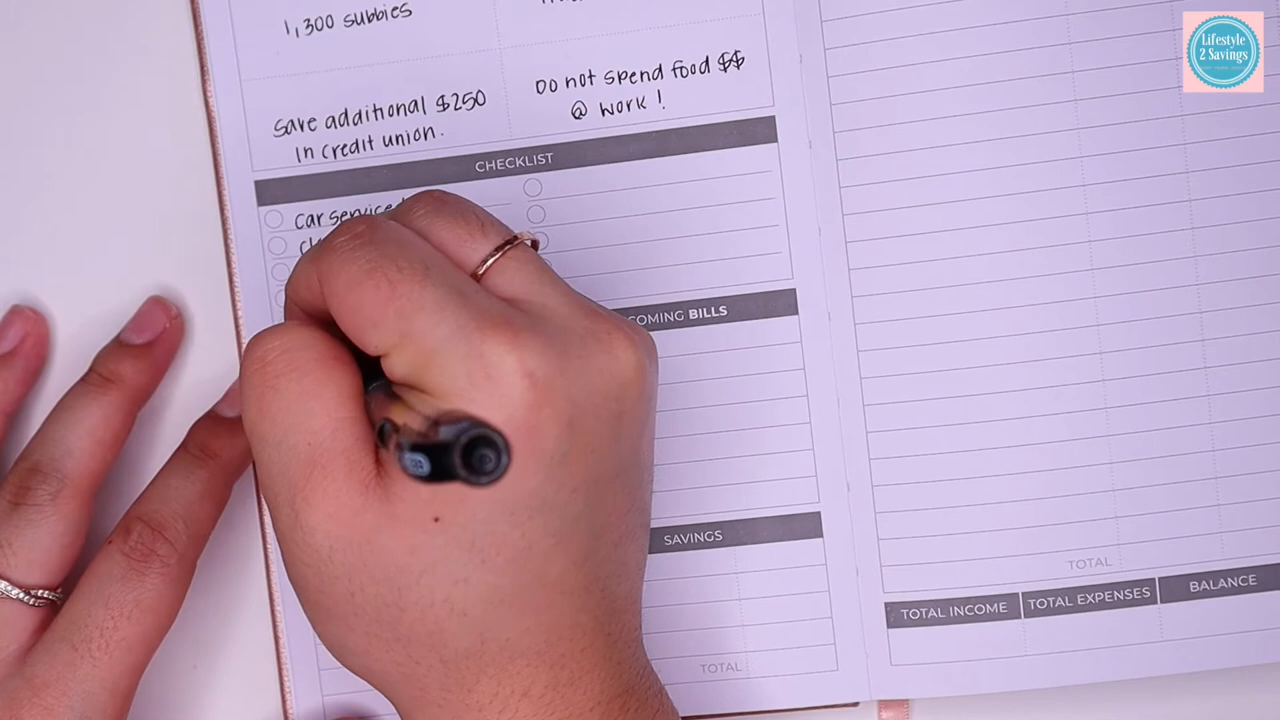 1,300 subbies
Save additional $250
in credit union.
Do not spend food $$
@ work !
CHECKLIST
car serviced
COMING BILLS
SAVINGS
TOTAL
TOTAL
TOTAL INCOME
TOTAL EXPENSES
BALANCE
Lifestyle
2 Savings